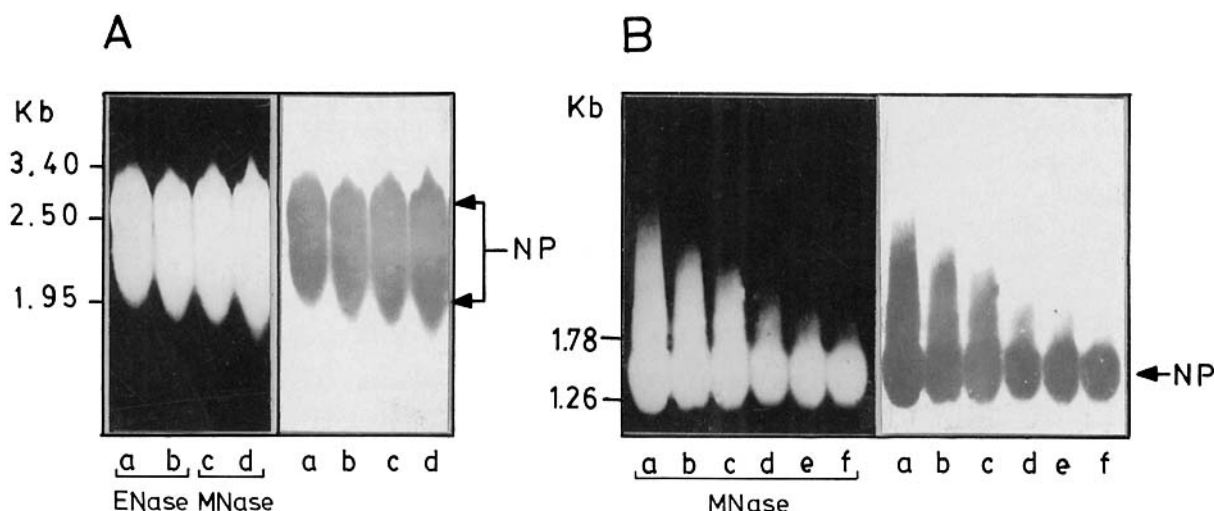 A
B
Kb
3.40
2.50
1.95
NP
a b c d
a b c d
ENase MNase
Kb
1.78
1.26
NP
a b c d e f
a b c d e f
MNase